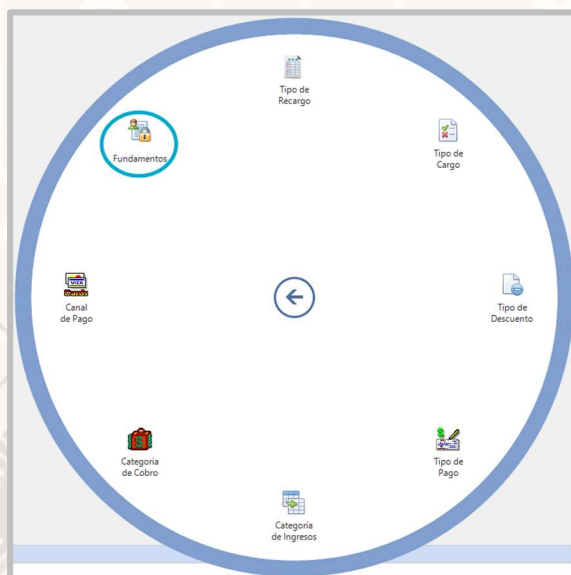 Tipo de
Recargo
Fundamentos
Tipo de
Cargo
Canal
de Pago
Tipo de
Descuento
Categoria
de Cobro
Tipo de
Pago
Categoria
de Ingresos